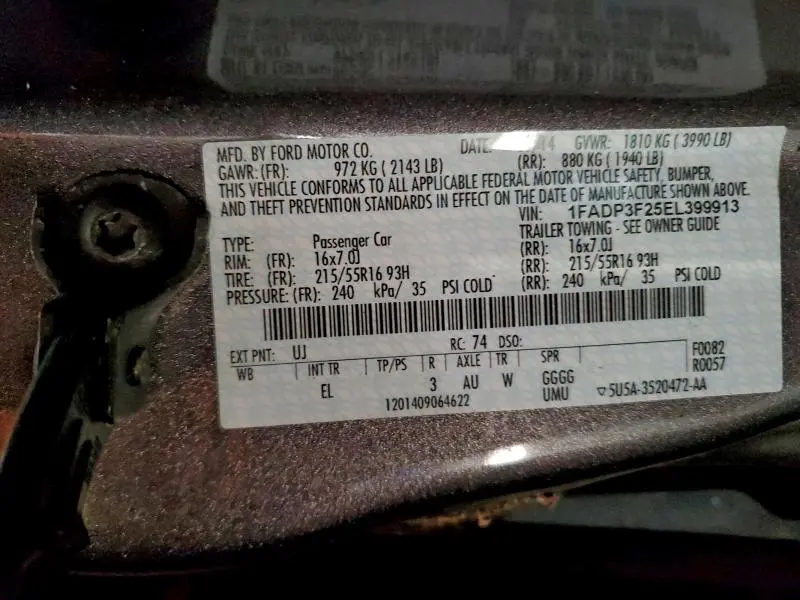 MFD. BY FORD MOTOR CO. DATE: 14 GVWR: 1810 KG ( 3990 LB)
GAWR: (FR): 972 KG ( 2143 LB) (RR): 880 KG ( 1940 LB)
THIS VEHICLE CONFORMS TO ALL APPLICABLE FEDERAL MOTOR VEHICLE SAFETY, BUMPER,
AND THEFT PREVENTION STANDARDS IN EFFECT ON THE DATE OF MANUFACTURE SHOWN ABOVE.
VIN: 1FADP3F25EL399913
TRAILER TOWING - SEE OWNER GUIDE
TYPE: Passenger Car
RIM: (FR): 16x7.0J (RR): 16x7.0J
TIRE: (FR): 215/55R16 93H (RR): 215/55R16 93H
PRESSURE: (FR): 240 kPa/ 35 PSI COLD (RR): 240 kPa/ 35 PSI COLD
EXT PNT: UJ RC: 74 DSO:
WB INT TR TP/PS R AXLE TR SPR F0082
EL 3 AU W GGGG R0057
UMU ▽5U5A-3520472-AA
1201409064622